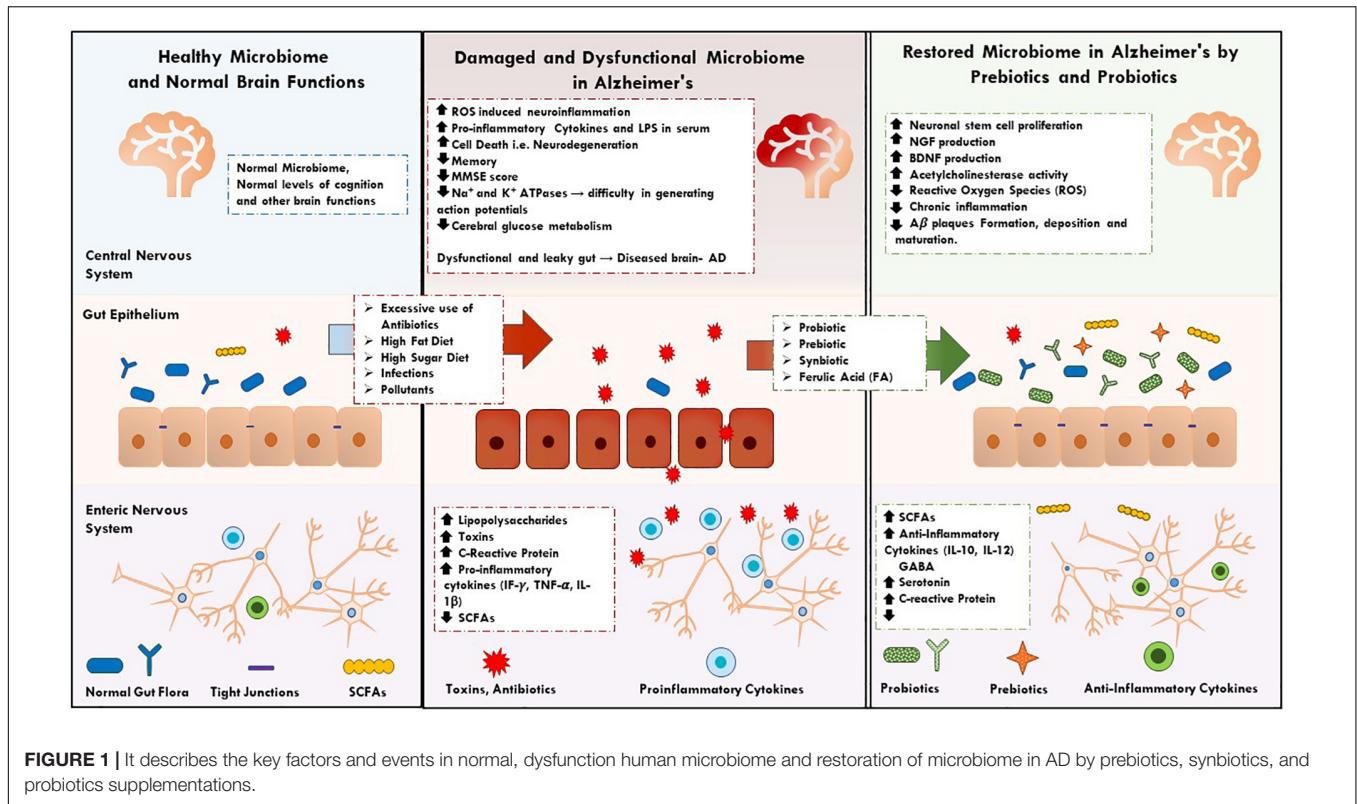 Healthy Microbiome
and Normal Brain Functions
Normal Microbiome,
Normal levels of cognition
and other brain functions
Central Nervous
System
Damaged and Dysfunctional Microbiome
in Alzheimer's
⬆ ROS induced neuroinflammation
⬆ Pro-inflammatory Cytokines and LPS in serum
⬆ Cell Death i.e. Neurodegeneration
⬇ Memory
⬇ MMSE score
⬇ Na⁺ and K⁺ ATPases → difficulty in generating
action potentials
⬇ Cerebral glucose metabolism
Dysfunctional and leaky gut → Diseased brain- AD
Restored Microbiome in Alzheimer's by
Prebiotics and Probiotics
⬆ Neuronal stem cell proliferation
⬆ NGF production
⬆ BDNF production
⬆ Acetylcholinesterase activity
⬇ Reactive Oxygen Species (ROS)
⬇ Chronic inflammation
⬇ Aβ plaques Formation, deposition and
maturation.
Gut Epithelium
➢ Excessive use of
Antibiotics
➢ High Fat Diet
➢ High Sugar Diet
➢ Infections
➢ Pollutants
➢ Probiotic
➢ Prebiotic
➢ Synbiotic
➢ Ferulic Acid (FA)
Enteric Nervous
System
Normal Gut Flora
Tight Junctions
SCFAs
⬆ Lipopolysaccharides
⬆ Toxins
⬆ C-Reactive Protein
⬆ Pro-inflammatory
cytokines (IF-γ, TNF-α, IL-
1β)
⬇ SCFAs
Toxins, Antibiotics
Proinflammatory Cytokines
⬆ SCFAs
⬆ Anti-Inflammatory
Cytokines (IL-10, IL-12)
GABA
⬆ Serotonin
⬆ C-reactive Protein
⬇
Probiotics
Prebiotics
Anti-Inflammatory Cytokines
FIGURE 1 | It describes the key factors and events in normal, dysfunction human microbiome and restoration of microbiome in AD by prebiotics, synbiotics, and
probiotics supplementations.